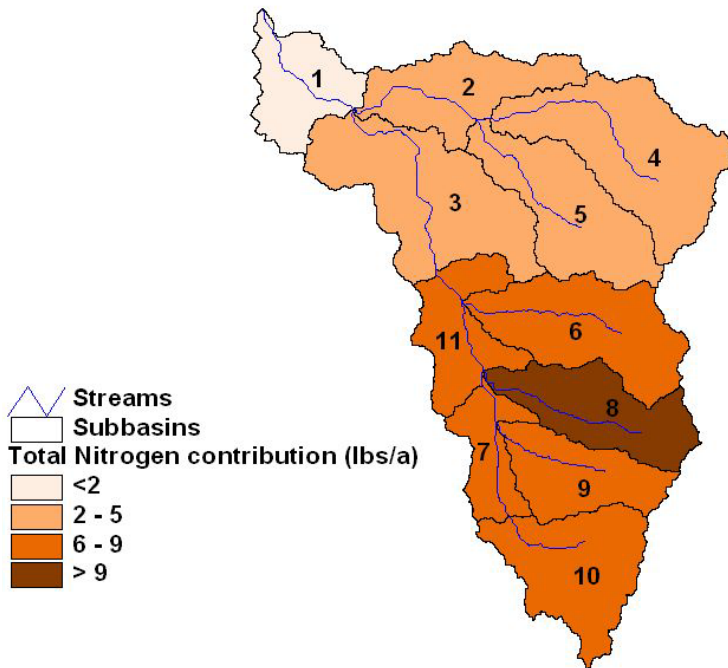 1
2
4
3
5
6
11
8
7
9
10
Streams
Subbasins
Total Nitrogen contribution (lbs/a)
<2
2 - 5
6 - 9
> 9